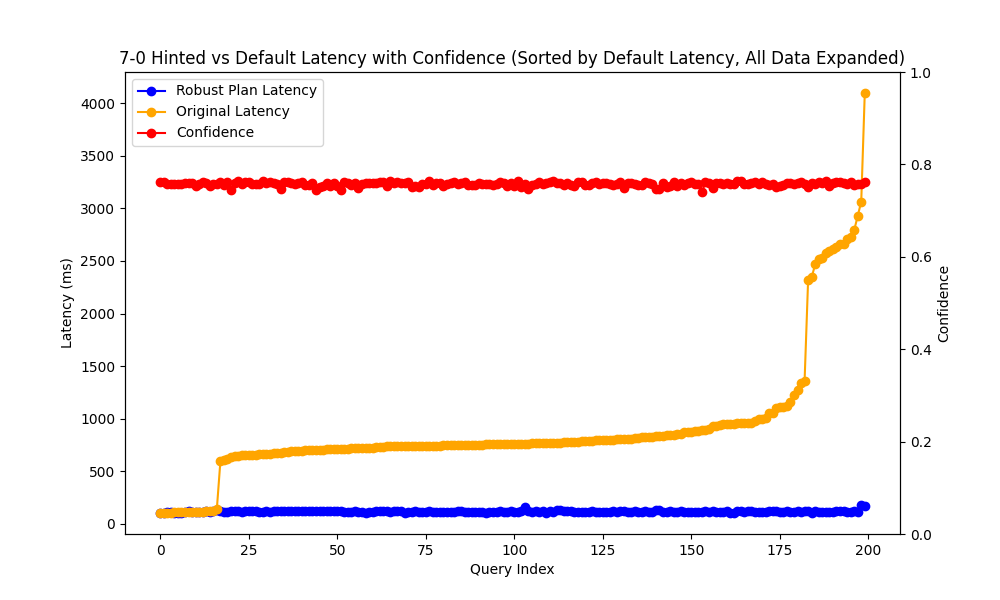 7-0 Hinted vs Default Latency with Confidence (Sorted by Default Latency, All Data Expanded)
Robust Plan Latency
Original Latency
Confidence
4000
3500
3000
2500
2000
1500
1000
500
0
Latency (ms)
1.0
0.8
0.6
0.4
0.2
0.0
Confidence
0 25 50 75 100 125 150 175 200
Query Index